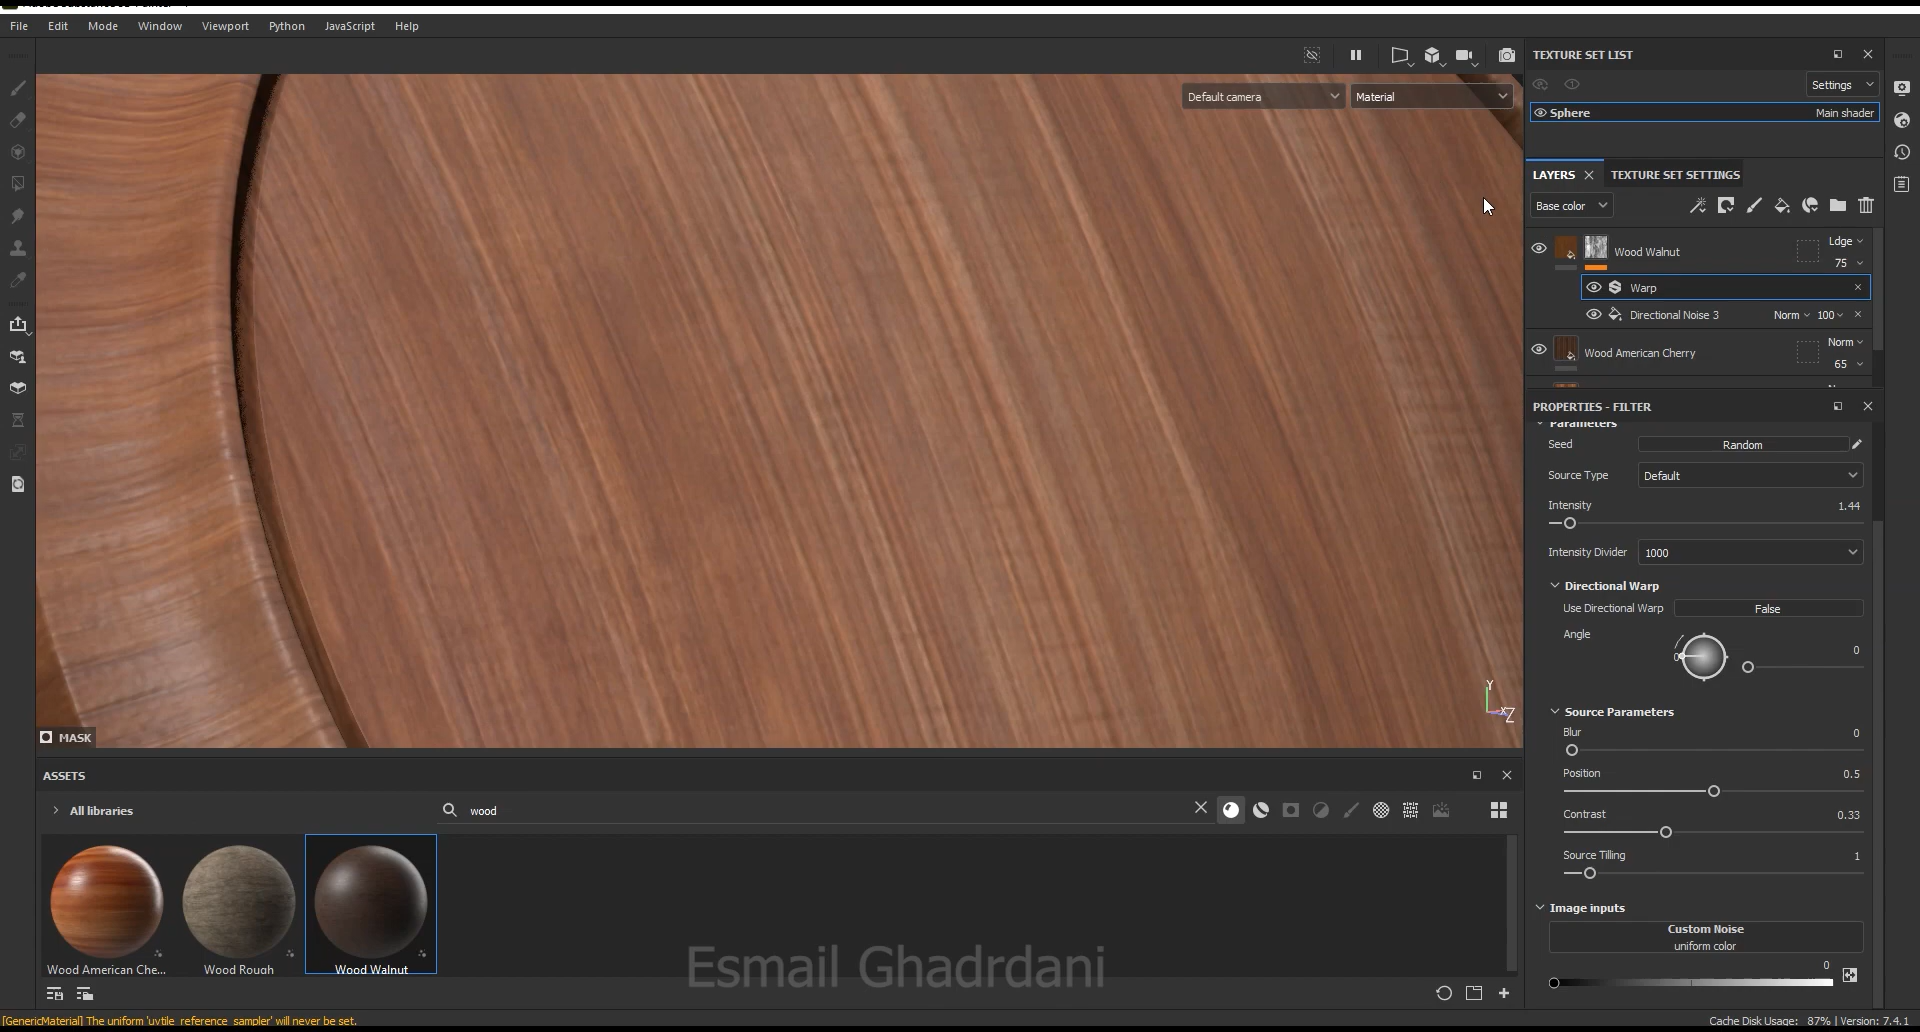 File Edit Mode Window Viewport Python JavaScript Help
Default camera
Material
MASK
Y
X
Z
TEXTURE SET LIST
Settings
Sphere Main shader
LAYERS TEXTURE SET SETTINGS
Base color
Wood Walnut Ldge
75
Warp
Directional Noise 3 Norm 100
Wood American Cherry Norm
65
PROPERTIES - FILTER
Parameters
Seed Random
Source Type Default
Intensity 1.44
Intensity Divider 1000
Directional Warp
Use Directional Warp False
Angle
0 0
Source Parameters
Blur 0
Position 0.5
Contrast 0.33
Source Tilling 1
Image inputs
Custom Noise
uniform color
0
ASSETS
All libraries wood
Wood American Che... Wood Rough Wood Walnut
Esmail Ghadrdani
[GenericMaterial] The uniform 'uvtile_reference_sampler' will never be set.
Cache Disk Usage: 87% | Version: 7.4.1